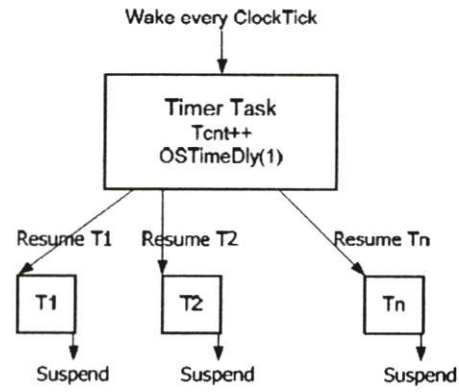 Wake every ClockTick
Timer Task
Tcnt++
OSTimeDly(1)
Resume T1 Resume T2 Resume Tn
T1 T2 Tn
Suspend Suspend Suspend